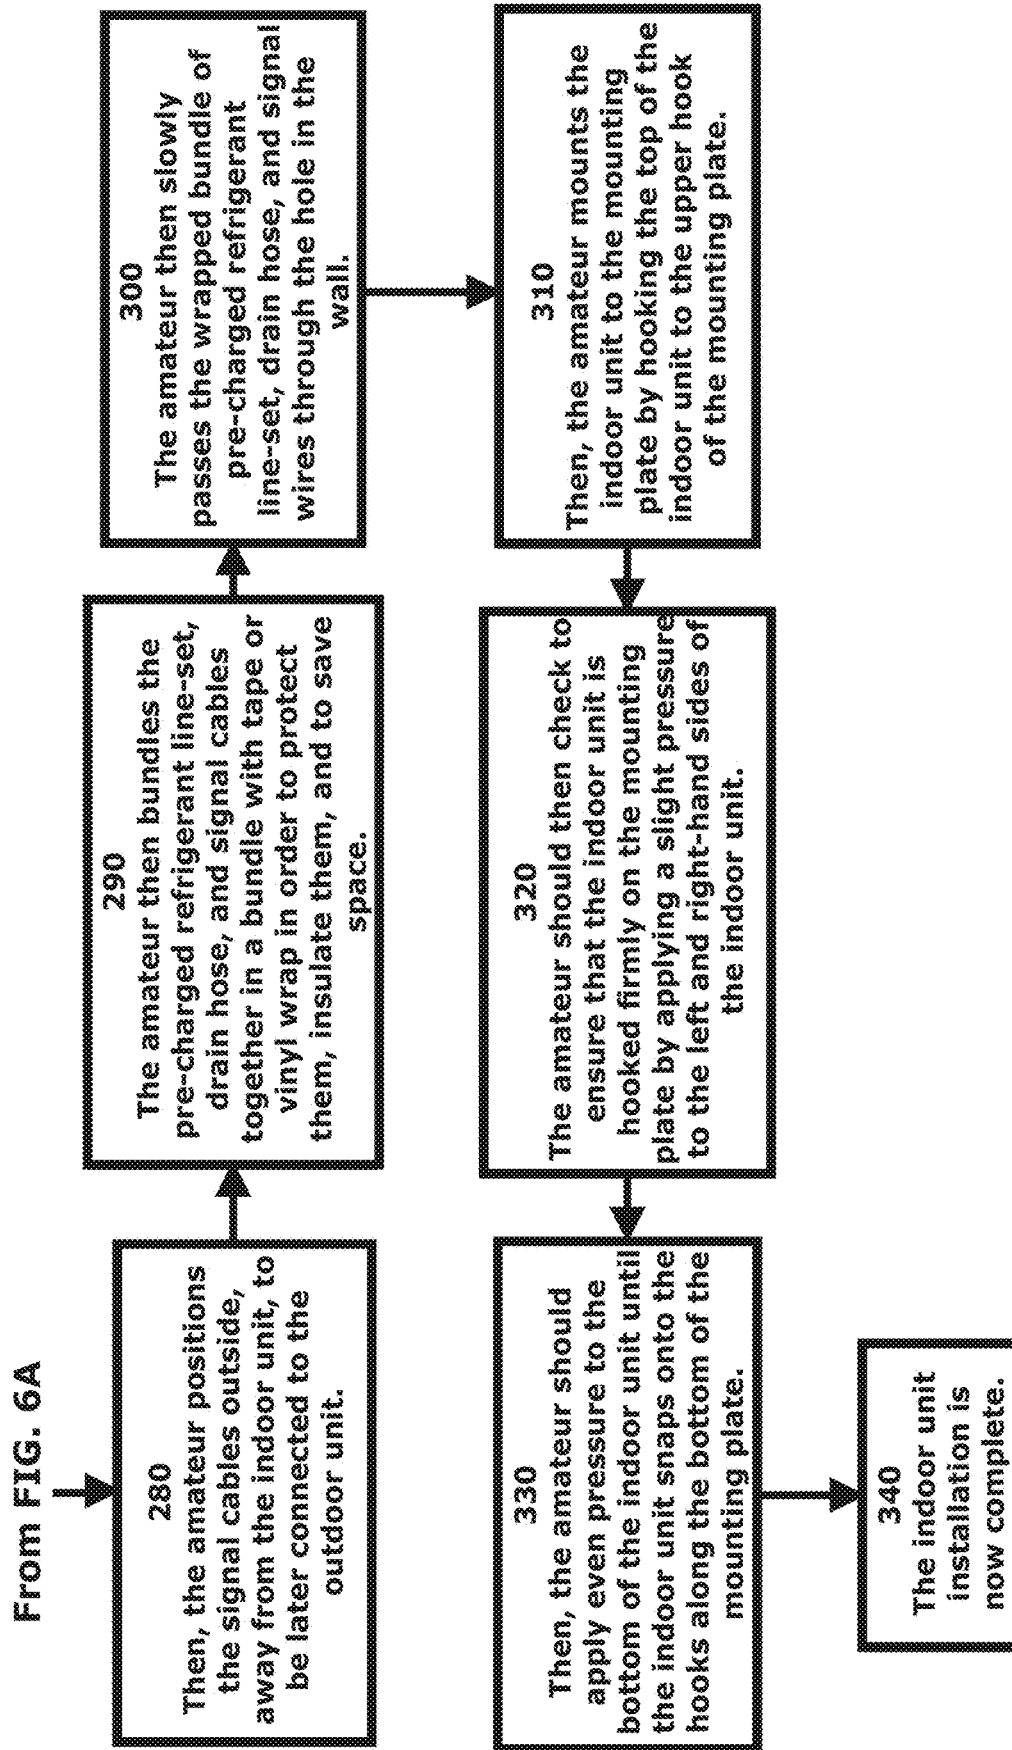 From FIG. 6A
280
Then, the amateur positions
the signal cables outside,
away from the indoor unit, to
be later connected to the
outdoor unit.
290
The amateur then bundles the
pre-charged refrigerant line-set,
drain hose, and signal cables
together in a bundle with tape or
vinyl wrap in order to protect
them, insulate them, and to save
space.
300
The amateur then slowly
passes the wrapped bundle of
pre-charged refrigerant
line-set, drain hose, and signal
wires through the hole in the
wall.
310
Then, the amateur mounts the
indoor unit to the mounting
plate by hooking the top of the
indoor unit to the upper hook
of the mounting plate.
320
The amateur should then check to
ensure that the indoor unit is
hooked firmly on the mounting
plate by applying a slight pressure
to the left and right-hand sides of
the indoor unit.
330
Then, the amateur should
apply even pressure to the
bottom of the indoor unit until
the indoor unit snaps onto the
hooks along the bottom of the
mounting plate.
340
The indoor unit
installation is
now complete.